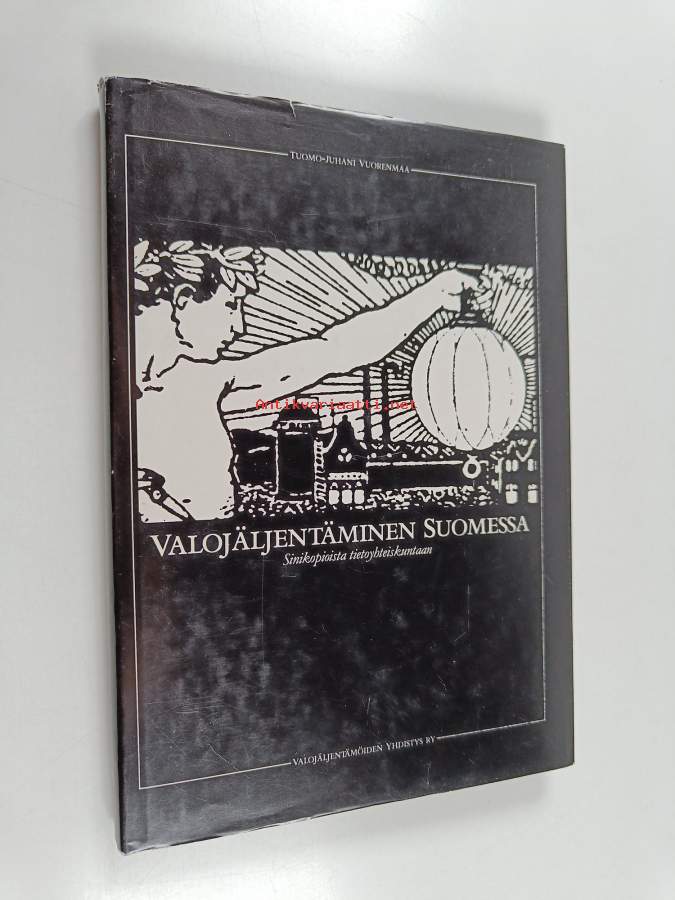 TUOMO-JUHANI VUORENMAA
Antikvariaatti.net
VALOJÄLJENTÄMINEN SUOMESSA
Sinikopioista tietoyhteiskuntaan
VALOJÄLJENTÄMÖIDEN YHDISTYS RY